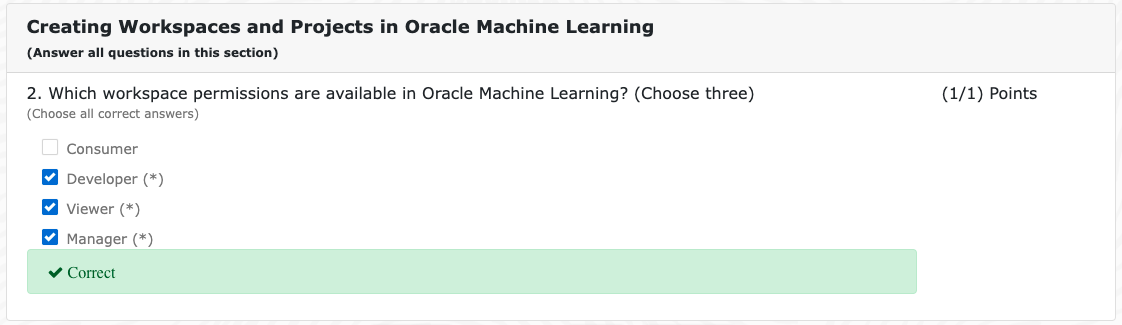 Creating Workspaces and Projects in Oracle Machine Learning
(Answer all questions in this section)
2. Which workspace permissions are available in Oracle Machine Learning? (Choose three) (1/1) Points
(Choose all correct answers)
Consumer
Developer (*)
Viewer (*)
Manager (*)
Correct